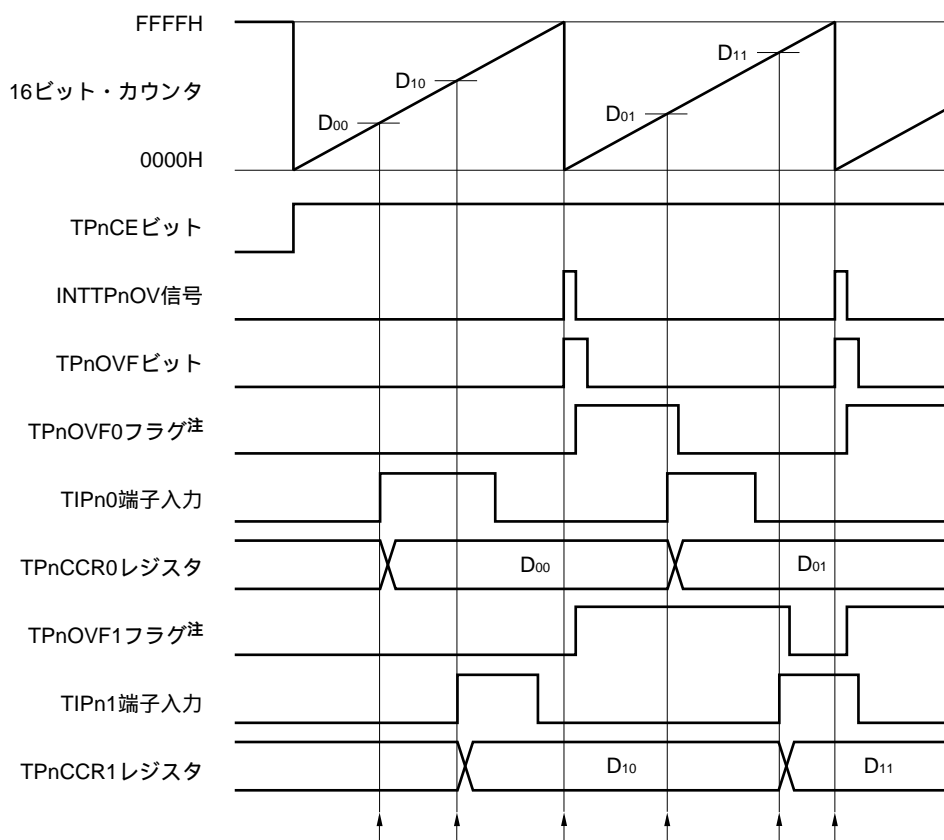 FFFFH
D11
D10
16ビット・カウンタ
D01
D00
0000H
TPnCEビット
INTTPnOV信号
TPnOVFビット
TPnOVF0フラグ注
TIPn0端子入力
TPnCCR0レジスタ
D00
D01
TPnOVF1フラグ注
TIPn1端子入力
TPnCCR1レジスタ
D10
D11